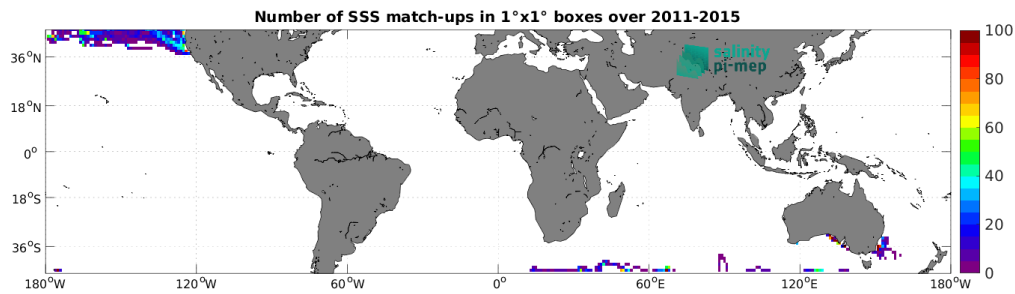 Number of SSS match-ups in 1°x1° boxes over 2011-2015
salinity
pi-mep
36°N
18°N
0°
18°S
36°S
180°W
120°W
60°W
0°
60°E
120°E
180°W
100
80
60
40
20
0